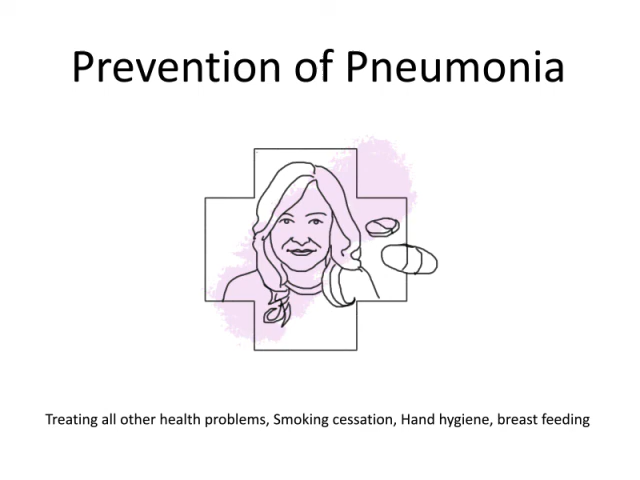 Prevention of Pneumonia
Treating all other health problems, Smoking cessation, Hand hygiene, breast feeding